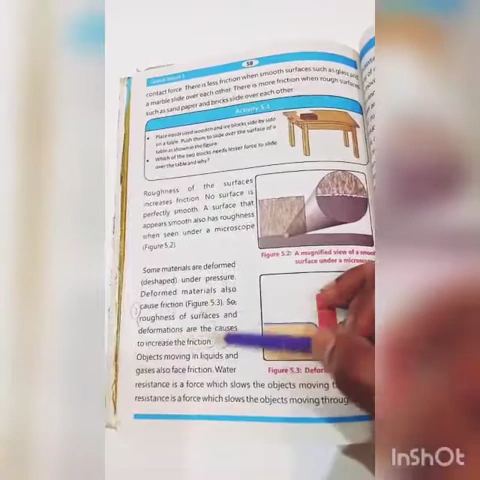 General Science 5
58
contact force. There is less friction when smooth surfaces such as glass and
a marble slide over each other. There is more friction when rough surfaces
such as sand paper and bricks slide over each other.
Activity 5.1
• Place equal sized wooden and ice bricks side by side
on a table. Push them to slide over the surface of a
table as shown in the figure.
• Which of the two bricks needs lesser force to slide
over the table and why?
Roughness of the surfaces
increases friction. No surface is
perfectly smooth. A surface that
appears smooth also has roughness
when seen under a microscope
(Figure 5.2)
Figure 5.2: A magnified view of a
surface under a
Some materials are deformed
(deshaped) under pressure.
Deformed materials also
cause friction (Figure 5.3). So,
roughness of surfaces and
deformations are the causes
to increase the friction.
Objects moving in liquids and
gases also face friction. Water
Figure 5.3:
resistance is a force which slows the objects moving
resistance is a force which slows the objects moving
InShOt